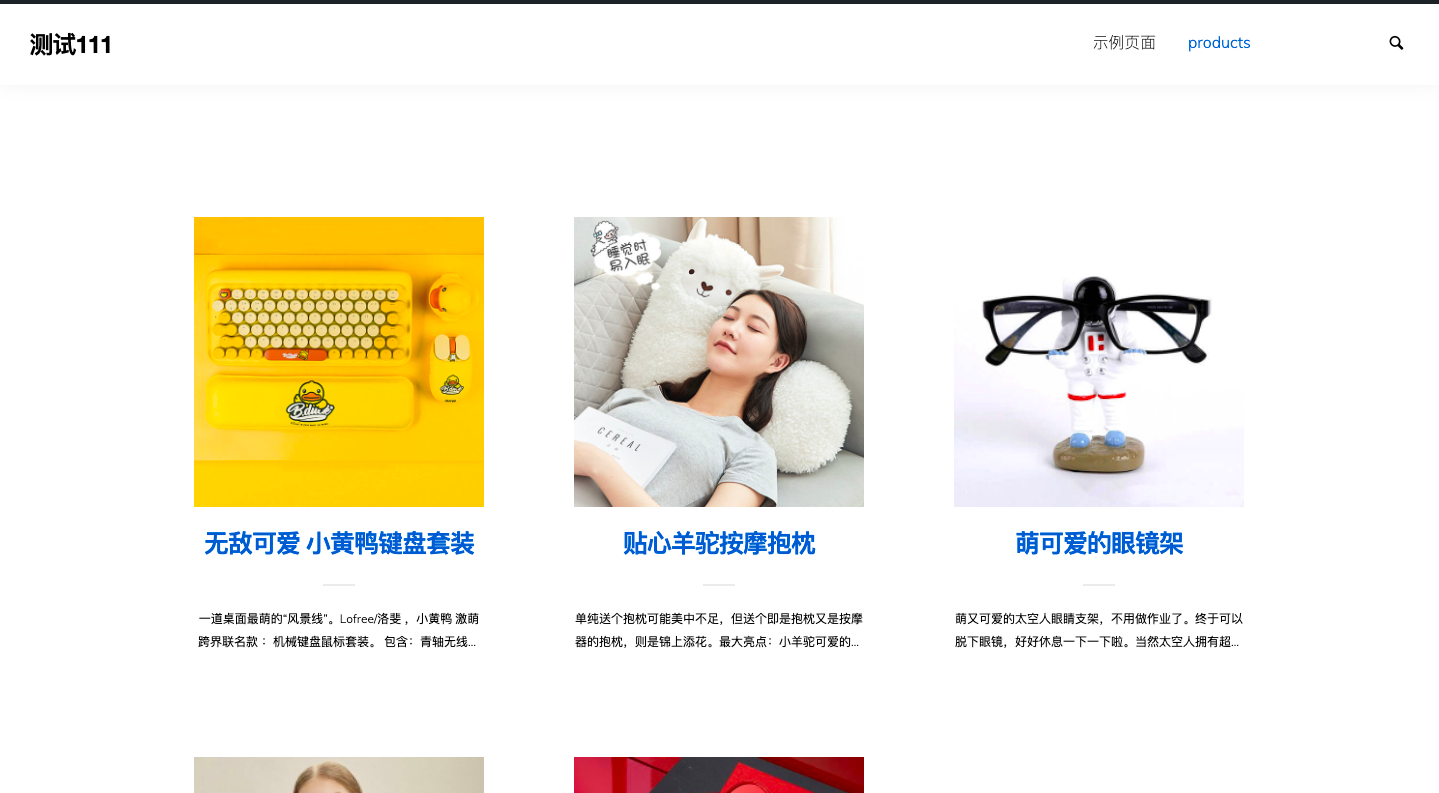 测试111
示例页面
products
睡觉时
易入眠
CEREAL
B.duck
无敌可爱 小黄鸭键盘套装
贴心羊驼按摩抱枕
萌可爱的眼镜架
一道桌面最萌的“风景线”。Lofree/洛斐 ，小黄鸭 激萌
跨界联名款 ：机械键盘鼠标套装。 包含：青轴无线...
单纯送个抱枕可能美中不足，但送个即是抱枕又是按摩
器的抱枕，则是锦上添花。最大亮点：小羊驼可爱的...
萌又可爱的太空人眼睛支架，不用做作业了。终于可以
脱下眼镜，好好休息一下一下啦。当然太空人拥有超...